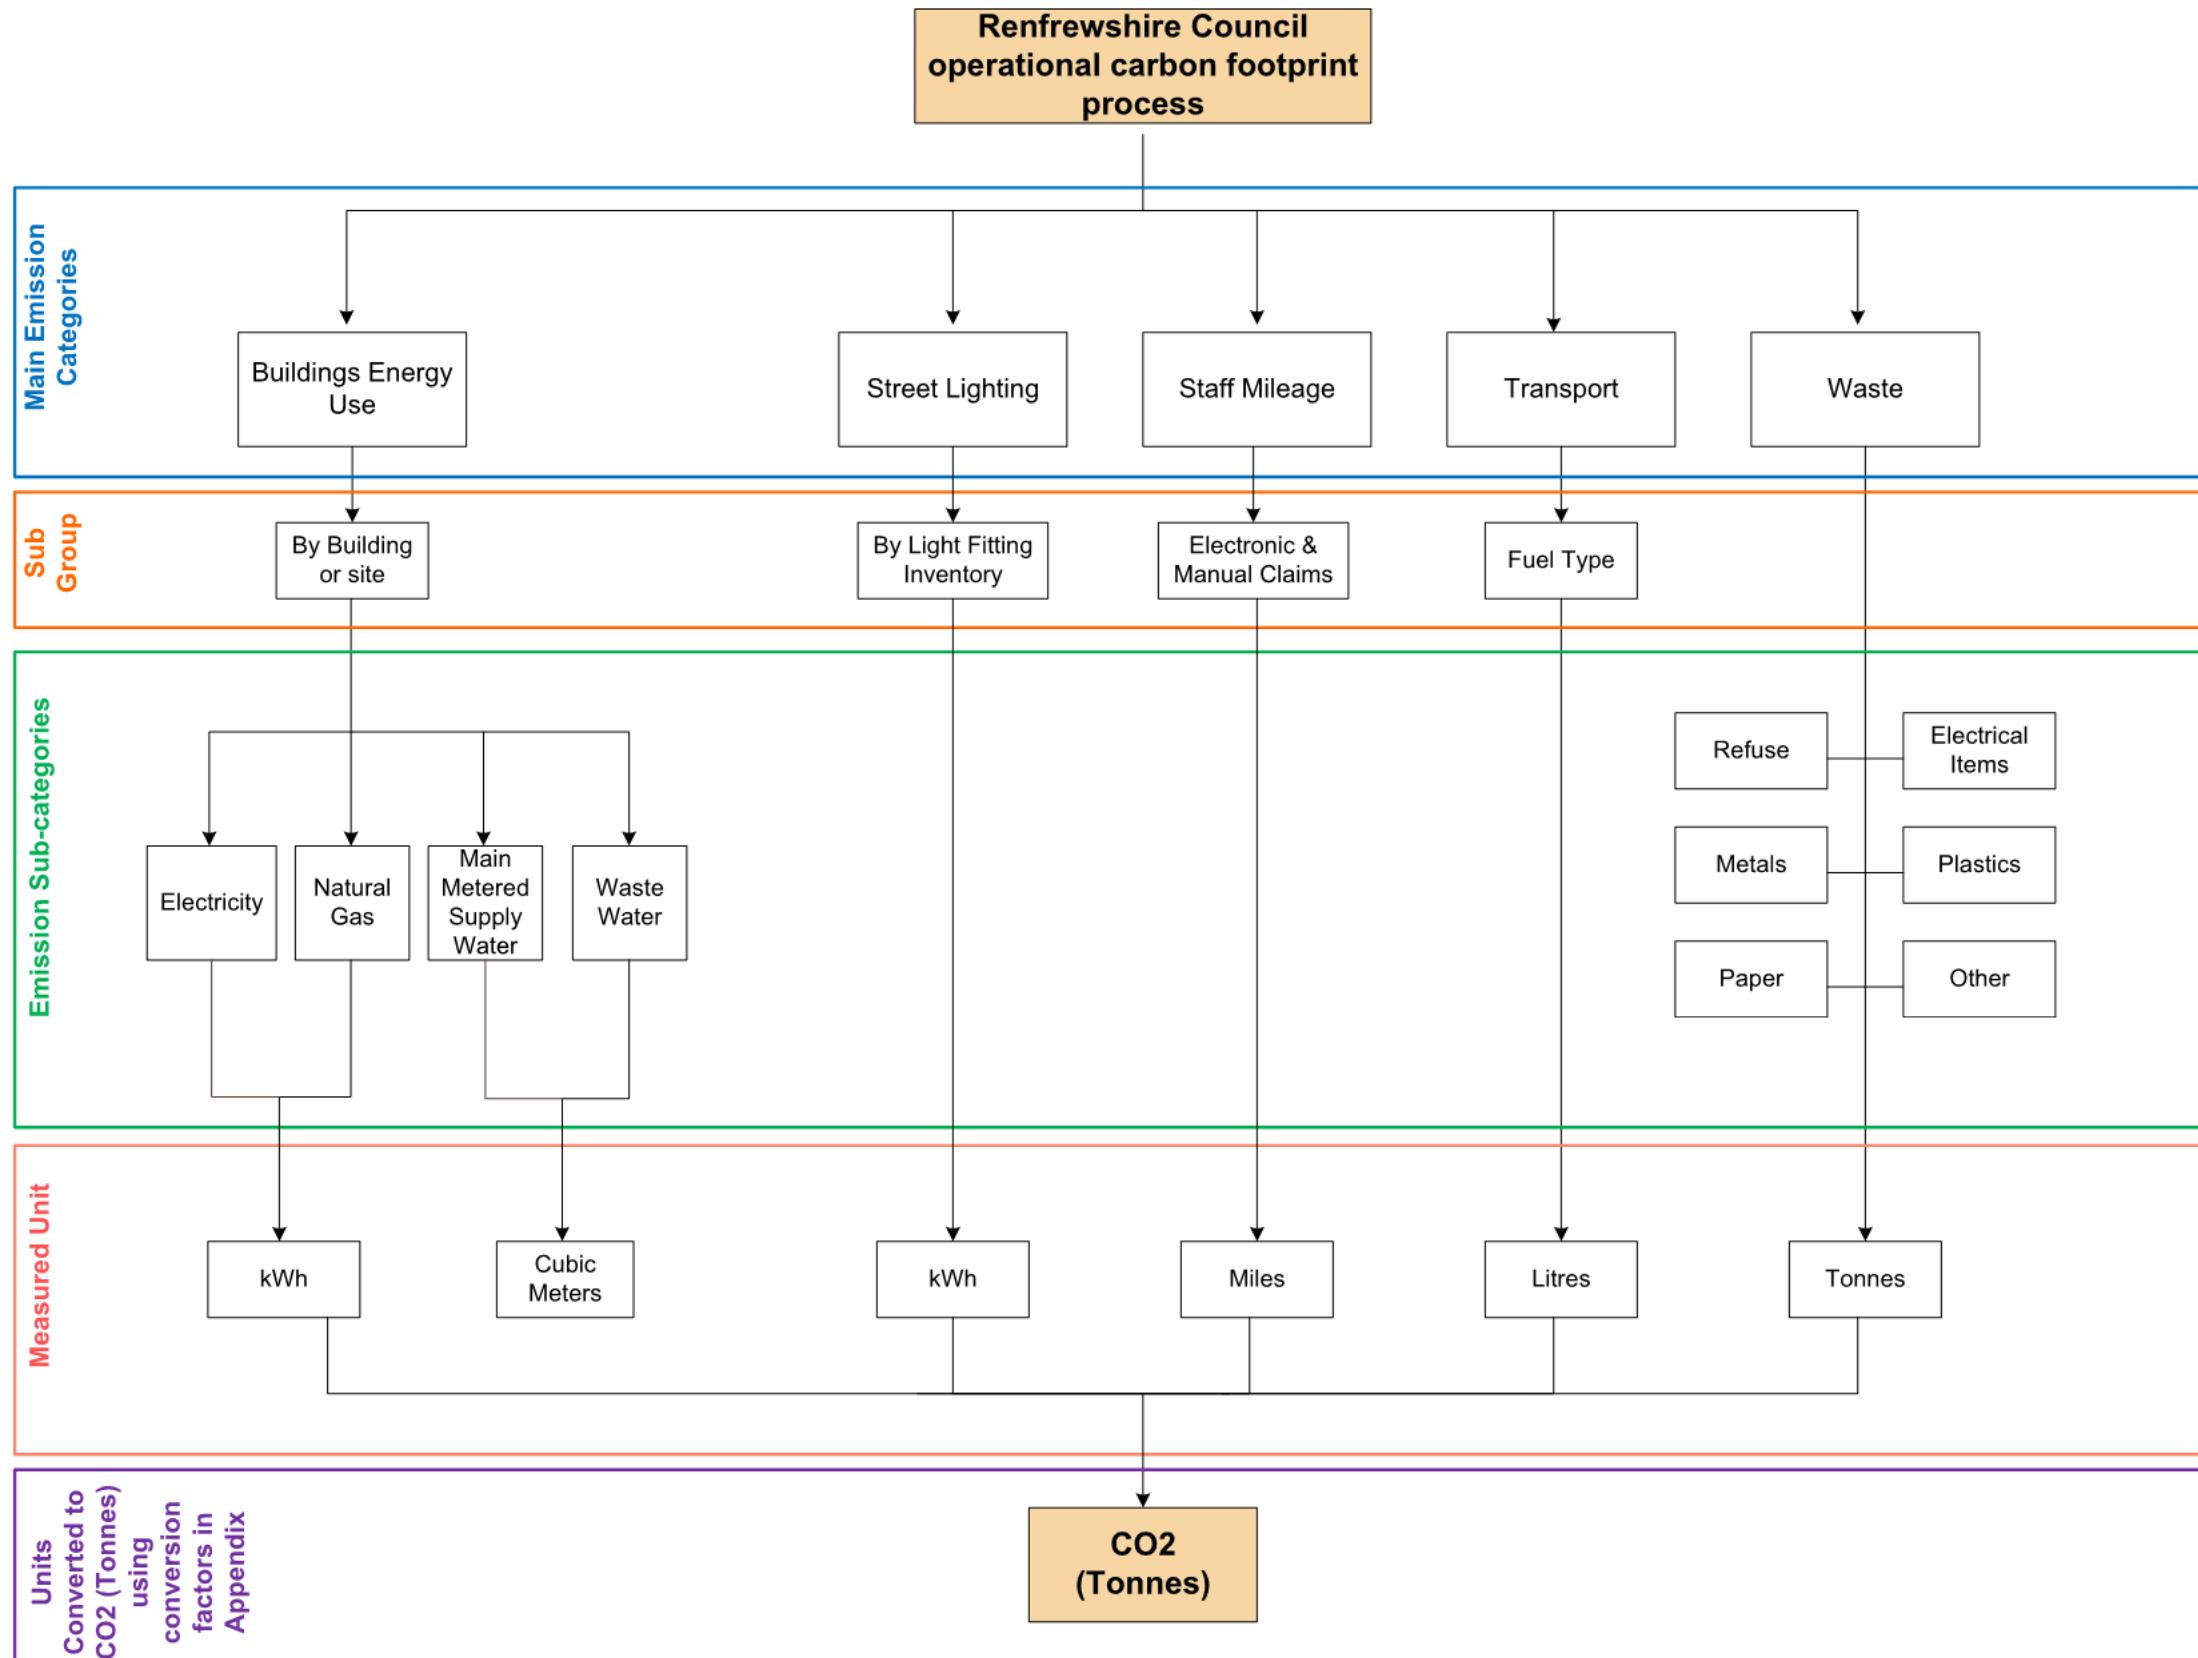 Renfrewshire Council
operational carbon footprint
process
Main Emission
Categories
Buildings Energy
Use
Street Lighting
Staff Mileage
Transport
Waste
Sub
Group
By Building
or site
By Light Fitting
Inventory
Electronic &
Manual Claims
Fuel Type
Emission Sub-categories
Electricity
Natural
Gas
Main
Metered
Supply
Water
Waste
Water
Refuse
Electrical
Items
Metals
Plastics
Paper
Other
Measured Unit
kWh
Cubic
Meters
kWh
Miles
Litres
Tonnes
Units
Converted to
CO2 (Tonnes)
using
conversion
factors in
Appendix
CO2
(Tonnes)